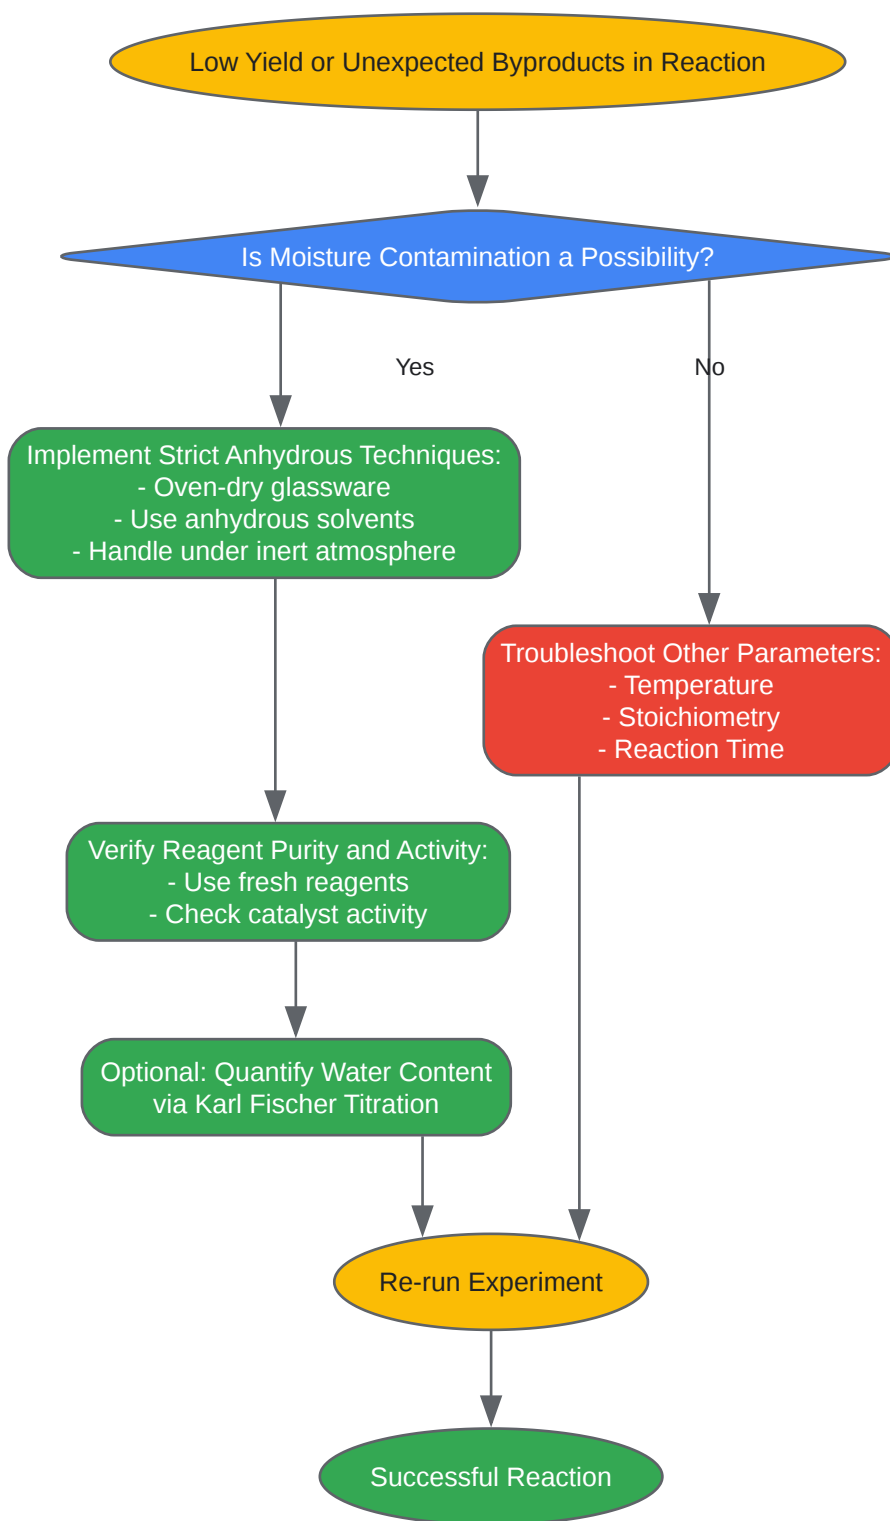 Low Yield or Unexpected Byproducts in Reaction
Is Moisture Contamination a Possibility?
Yes
No
Implement Strict Anhydrous Techniques:
- Oven-dry glassware
- Use anhydrous solvents
- Handle under inert atmosphere
Troubleshoot Other Parameters:
- Temperature
- Stoichiometry
- Reaction Time
Verify Reagent Purity and Activity:
- Use fresh reagents
- Check catalyst activity
Optional: Quantify Water Content
via Karl Fischer Titration
Re-run Experiment
Successful Reaction